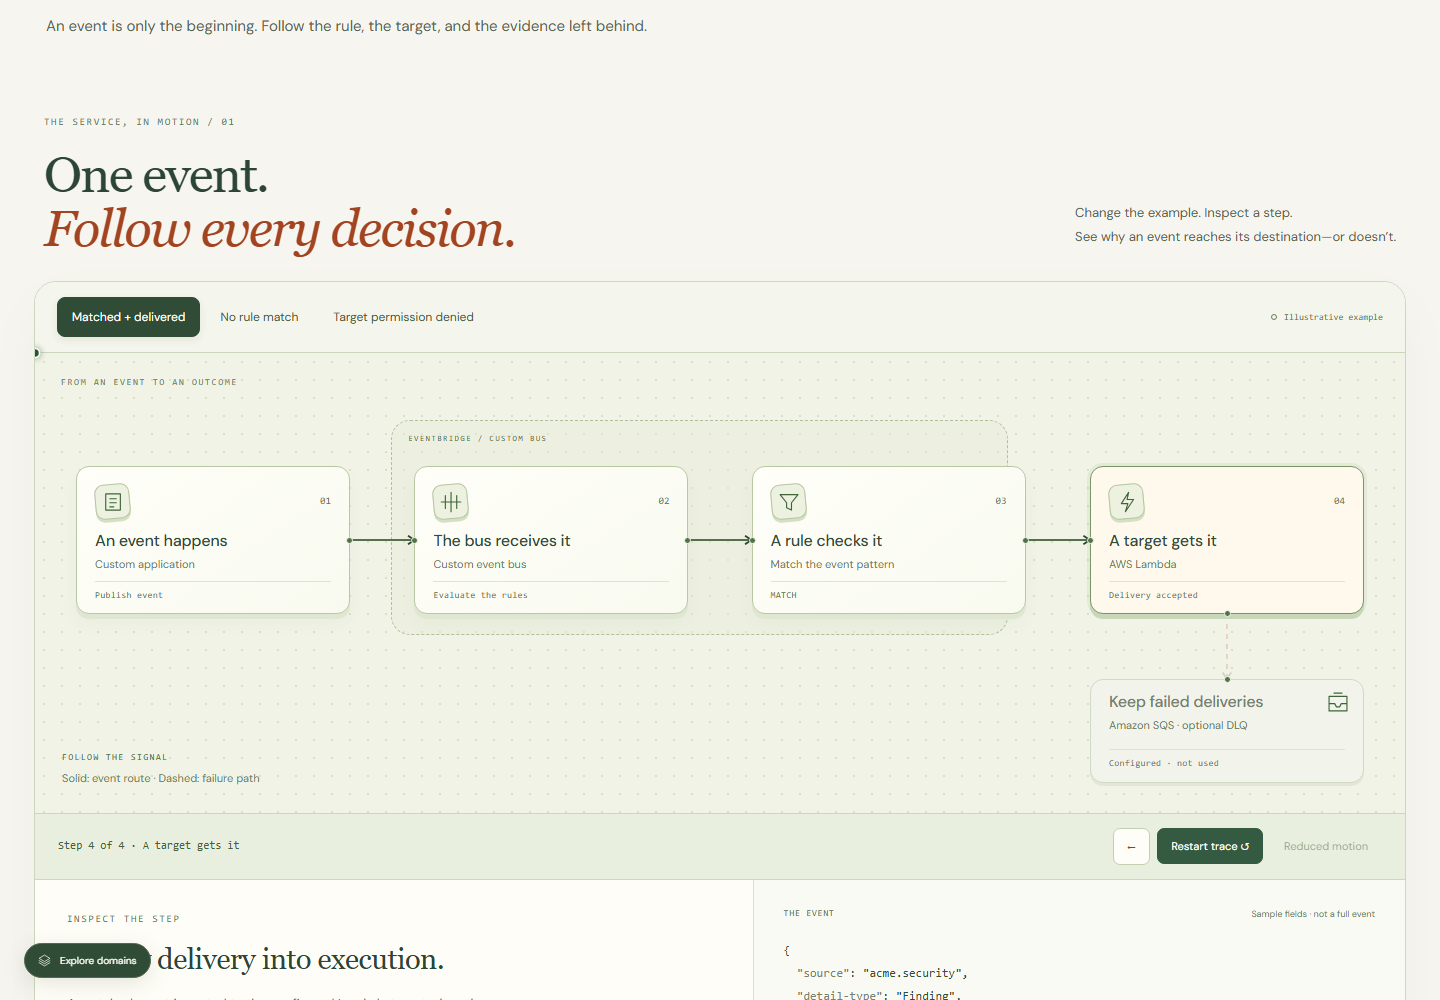 An event is only the beginning. Follow the rule, the target, and the evidence left behind.
THE SERVICE, IN MOTION / 01
One event.
Follow every decision.
Change the example. Inspect a step.
See why an event reaches its destination—or doesn’t.
Matched + delivered
No rule match
Target permission denied
Illustrative example
FROM AN EVENT TO AN OUTCOME
EVENTBRIDGE / CUSTOM BUS
01
An event happens
Custom application
Publish event
02
The bus receives it
Custom event bus
Evaluate the rules
03
A rule checks it
Match the event pattern
MATCH
04
A target gets it
AWS Lambda
Delivery accepted
Keep failed deliveries
Amazon SQS · optional DLQ
Configured · not used
FOLLOW THE SIGNAL
Solid: event route · Dashed: failure path
Step 4 of 4 · A target gets it
←
Restart trace ↺
Reduced motion
INSPECT THE STEP
delivery into execution.
Explore domains
THE EVENT
Sample fields · not a full event
{
"source": "acme.security",
"detail-type": "Finding",